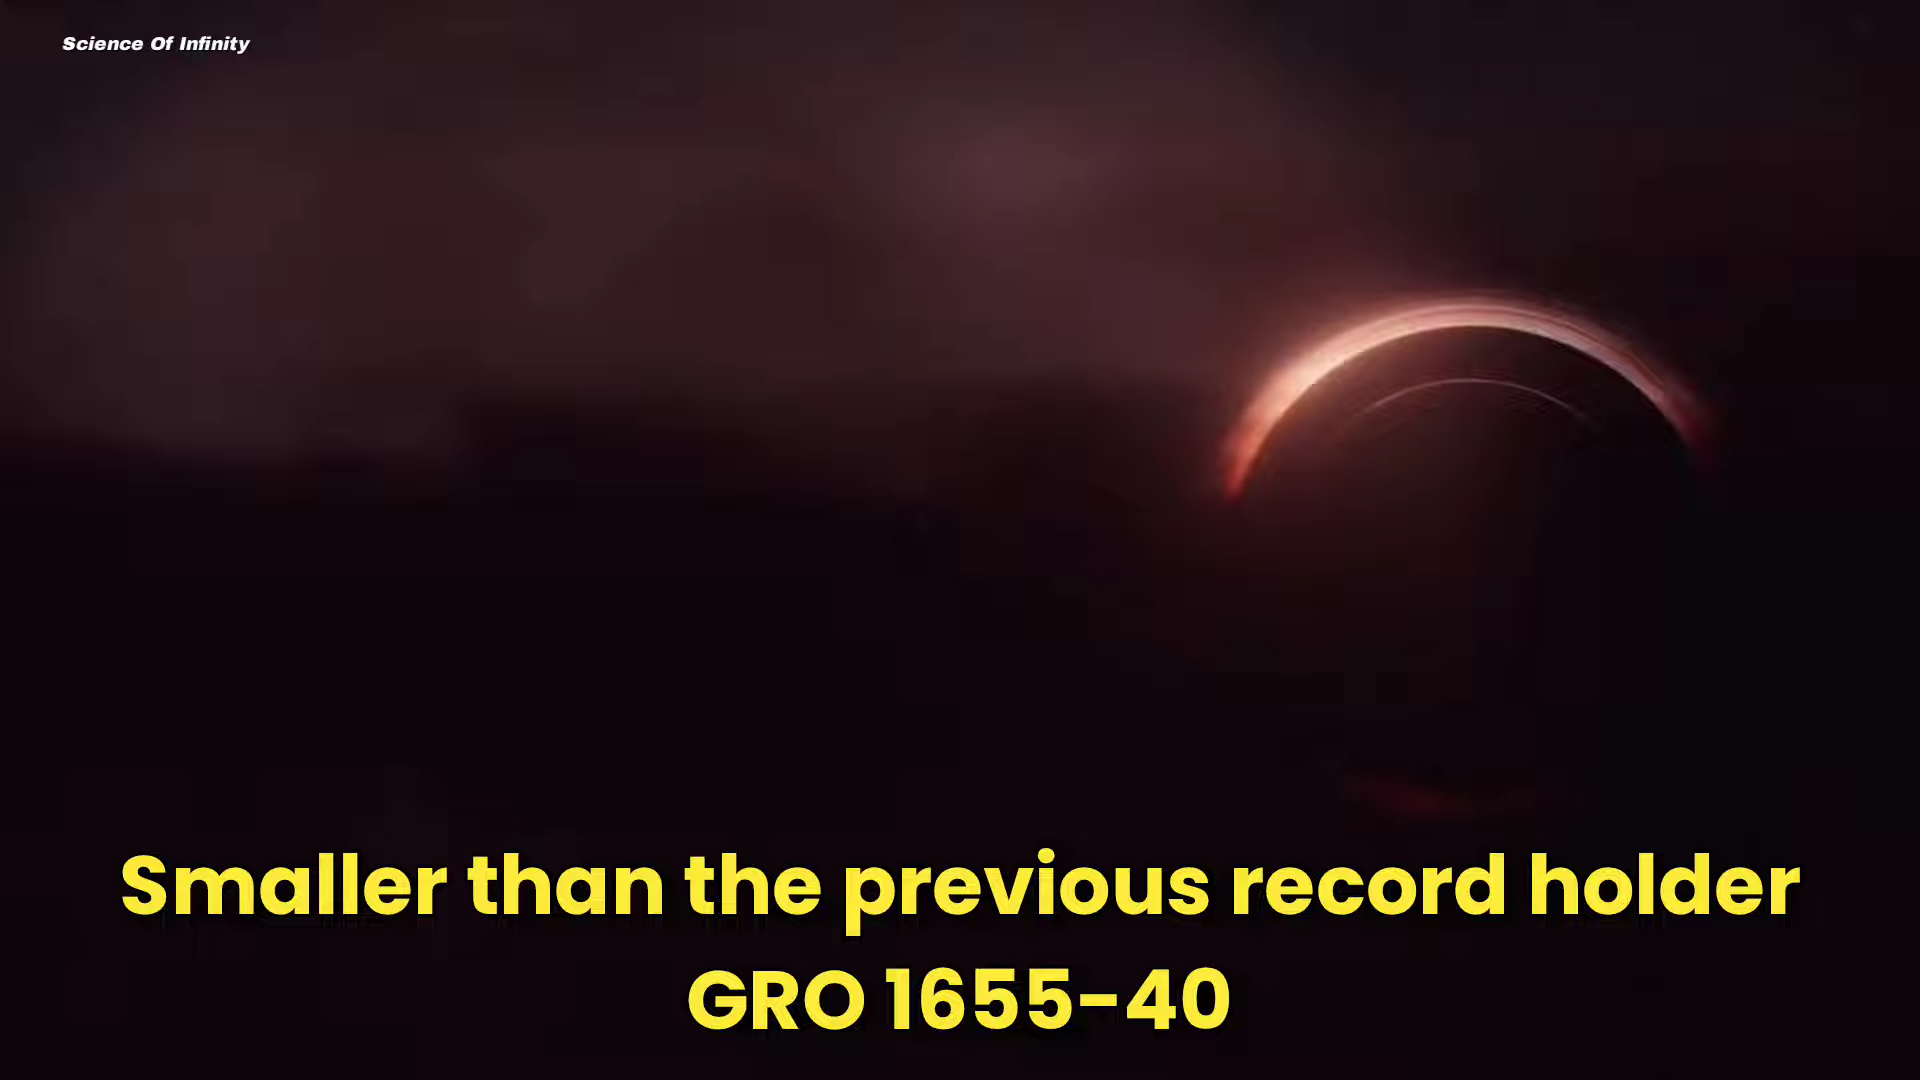 Science Of Infinity
Smaller than the previous record holder
GRO 1655-40